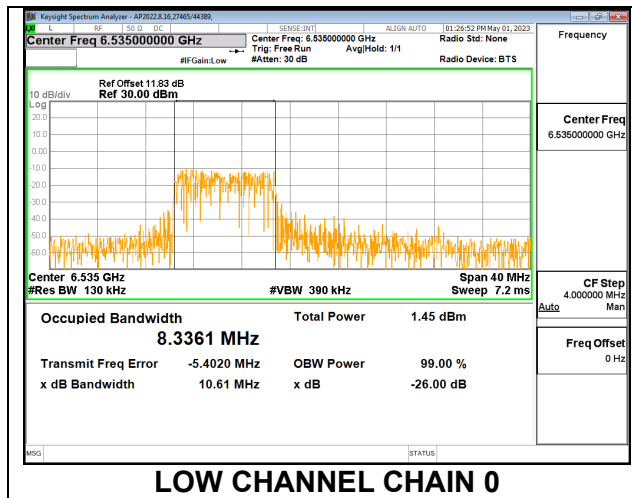 Keysight Spectrum Analyzer - AP2022.8.16,27465/44389,
L RF 50 Ω DC SENSE:INT ALIGN AUTO 01:26:52 PM May 01, 2023
Center Freq 6.535000000 GHz Center Freq: 6.535000000 GHz Radio Std: None Frequency
Trig: Free Run Avg|Hold: 1/1
#IFGain:Low #Atten: 30 dB Radio Device: BTS
Ref Offset 11.83 dB
10 dB/div Ref 30.00 dBm
Log
20.0
10.0
0.00
-10.0
-20.0
-30.0
-40.0
-50.0
-60.0
Center 6.535 GHz Span 40 MHz
#Res BW 130 kHz #VBW 390 kHz Sweep 7.2 ms
Occupied Bandwidth Total Power 1.45 dBm
8.3361 MHz
Transmit Freq Error -5.4020 MHz OBW Power 99.00 %
x dB Bandwidth 10.61 MHz x dB -26.00 dB
Center Freq
6.535000000 GHz
CF Step
4.000000 MHz
Auto Man
Freq Offset
0 Hz
MSG STATUS
LOW CHANNEL CHAIN 0